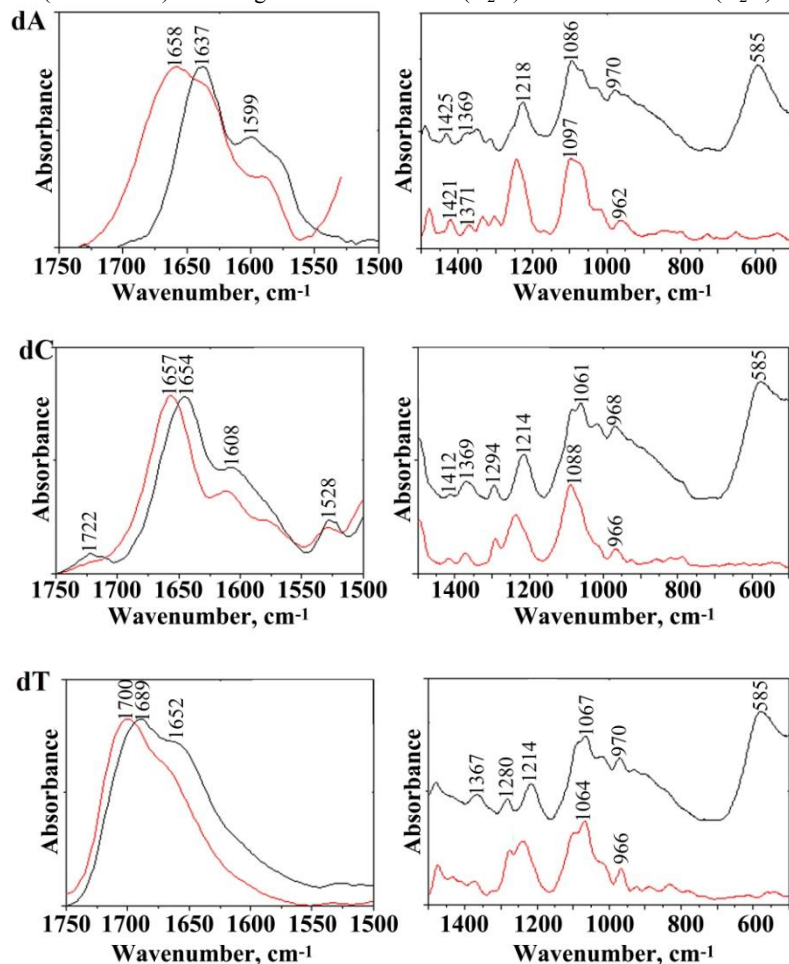 dA
1658
1637
1599
Absorbance
1750 1700 1650 1600 1550 1500
Wavenumber, cm-1
1425
1369
1218
1086
970
585
1421
1371
1097
962
Absorbance
1400 1200 1000 800 600
Wavenumber, cm-1
dC
1722
1657
1654
1608
1528
Absorbance
1750 1700 1650 1600 1550 1500
Wavenumber, cm-1
1412
1369
1294
1214
1061
968
585
1088
966
Absorbance
1400 1200 1000 800 600
Wavenumber, cm-1
dT
1700
1689
1652
Absorbance
1750 1700 1650 1600 1550 1500
Wavenumber, cm-1
1367
1280
1214
1067
970
585
1064
966
Absorbance
1400 1200 1000 800 600
Wavenumber, cm-1